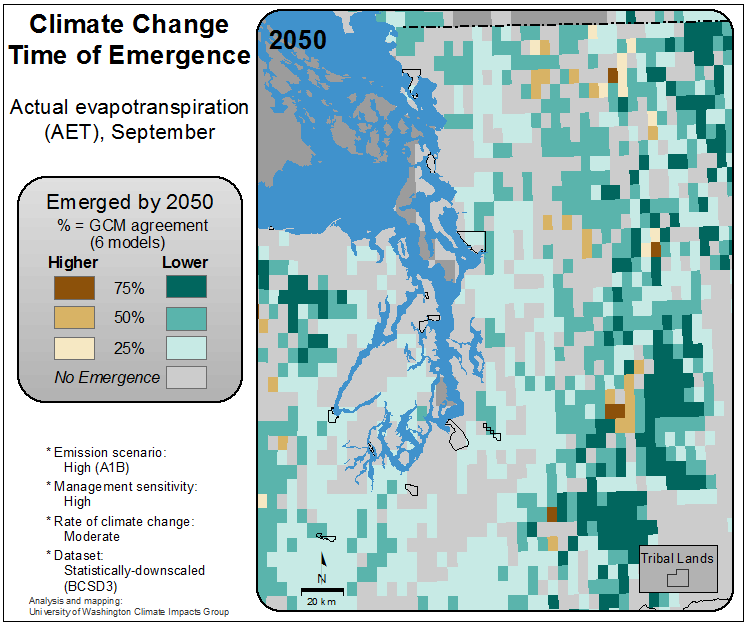 Climate Change
Time of Emergence
Actual evapotranspiration
(AET), September
Emerged by 2050
% = GCM agreement
(6 models)
Higher Lower
75%
50%
25%
No Emergence
* Emission scenario:
High (A1B)
* Management sensitivity:
High
* Rate of climate change:
Moderate
* Dataset:
Statistically-downscaled
(BCSD3)
Analysis and mapping:
University of Washington Climate Impacts Group
2050
N
20 km
Tribal Lands